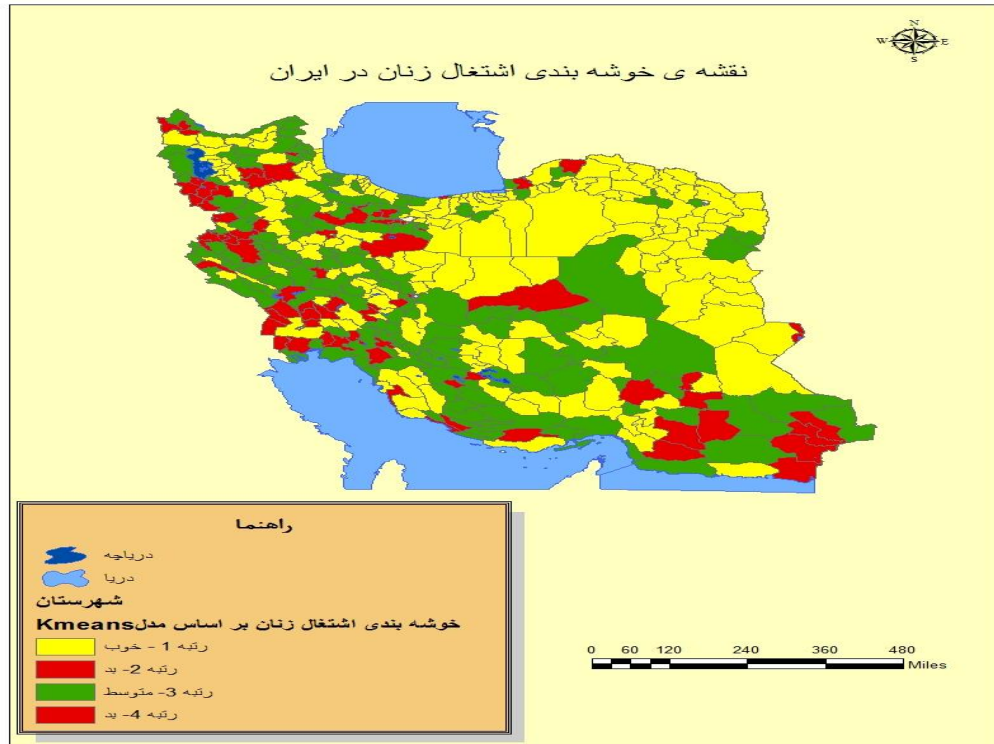 N
W E
S
نقشه ی خوشه بندی اشتغال زنان در ایران
راهنما
دریاچه
دریا
شهرستان
خوشه بندی اشتغال زنان بر اساس مدلKmeans
رتبه 1 - خوب
رتبه 2- بد
رتبه 3- متوسط
رتبه 4- بد
0 30 60 120 240 360 480
Miles